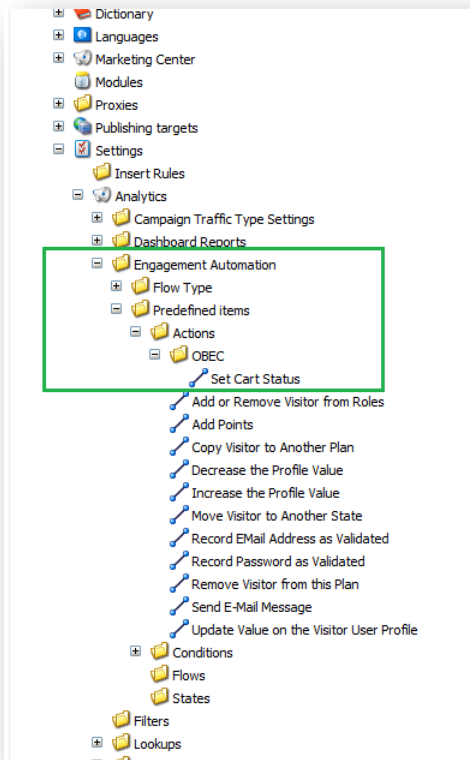 Dictionary
Languages
Marketing Center
Modules
Proxies
Publishing targets
Settings
Insert Rules
Analytics
Campaign Traffic Type Settings
Dashboard Reports
Engagement Automation
Flow Type
Predefined items
Actions
OBEC
Set Cart Status
Add or Remove Visitor from Roles
Add Points
Copy Visitor to Another Plan
Decrease the Profile Value
Increase the Profile Value
Move Visitor to Another State
Record EMail Address as Validated
Record Password as Validated
Remove Visitor from this Plan
Send E-Mail Message
Update Value on the Visitor User Profile
Conditions
Flows
States
Filters
Lookups